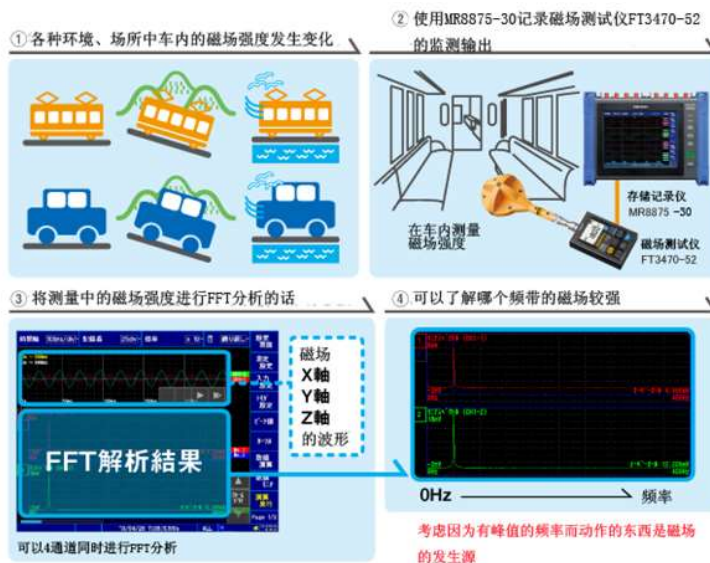 ① 各种环境、场所中车内的磁场强度发生变化
② 使用MR8875-30记录磁场测试仪FT3470-52
的监测输出
存储记录仪
MR8875 -30
在车内测量
磁场强度
磁场测试仪
FT3470-52
③ 将测量中的磁场强度进行FFT分析的话
磁场
X軸
Y軸
Z軸
的波形
FFT解析結果
可以4通道同时进行FFT分析
④ 可以了解哪个频带的磁场较强
0Hz
频率
考虑因为有峰值的频率而动作的东西是磁场
的发生源